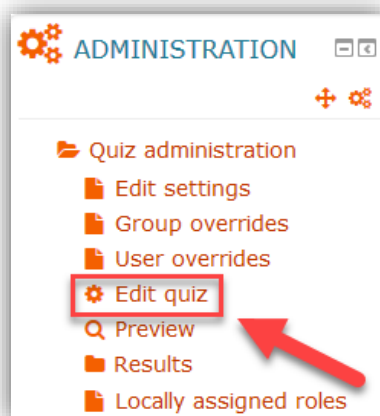 ADMINISTRATION
Quiz administration
Edit settings
Group overrides
User overrides
Edit quiz
Preview
Results
Locally assigned roles